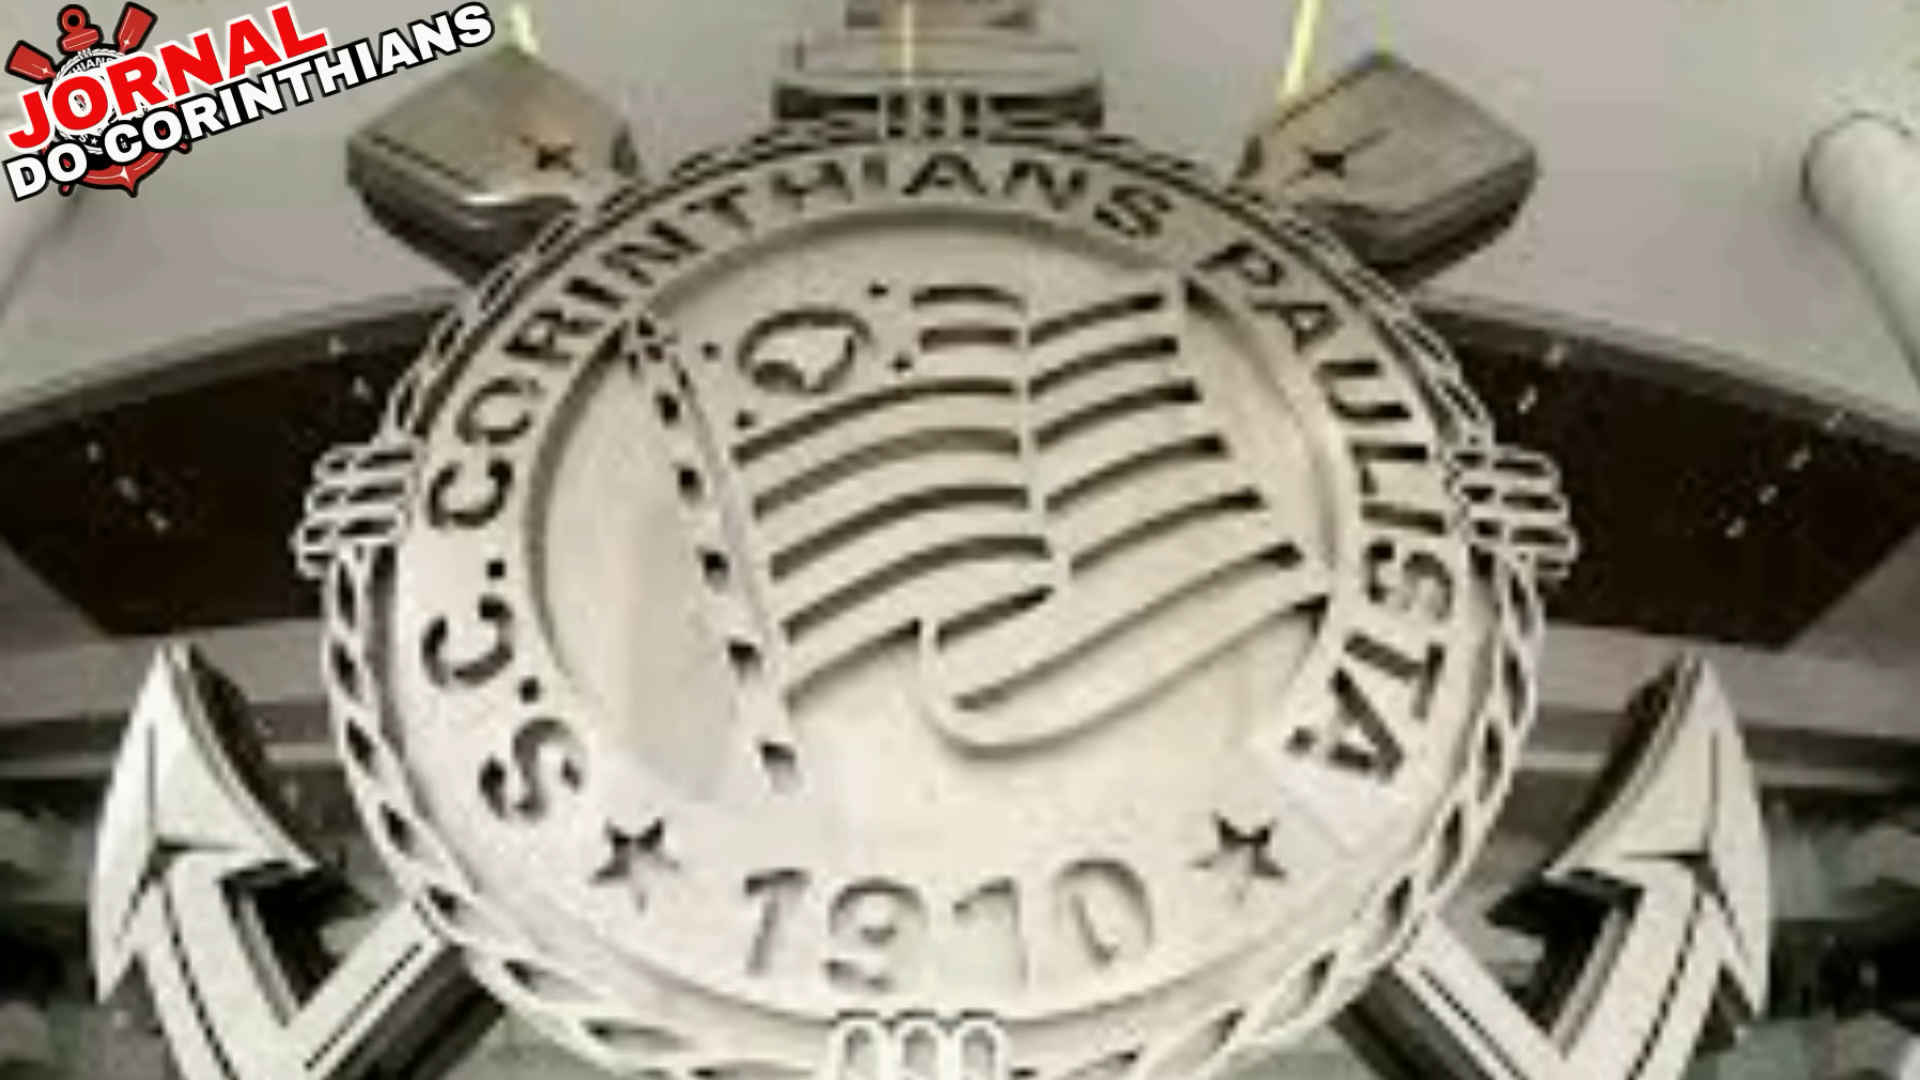 JORNAL
DO CORINTHIANS
S.C.CORINTHIANS PAULISTA
1910